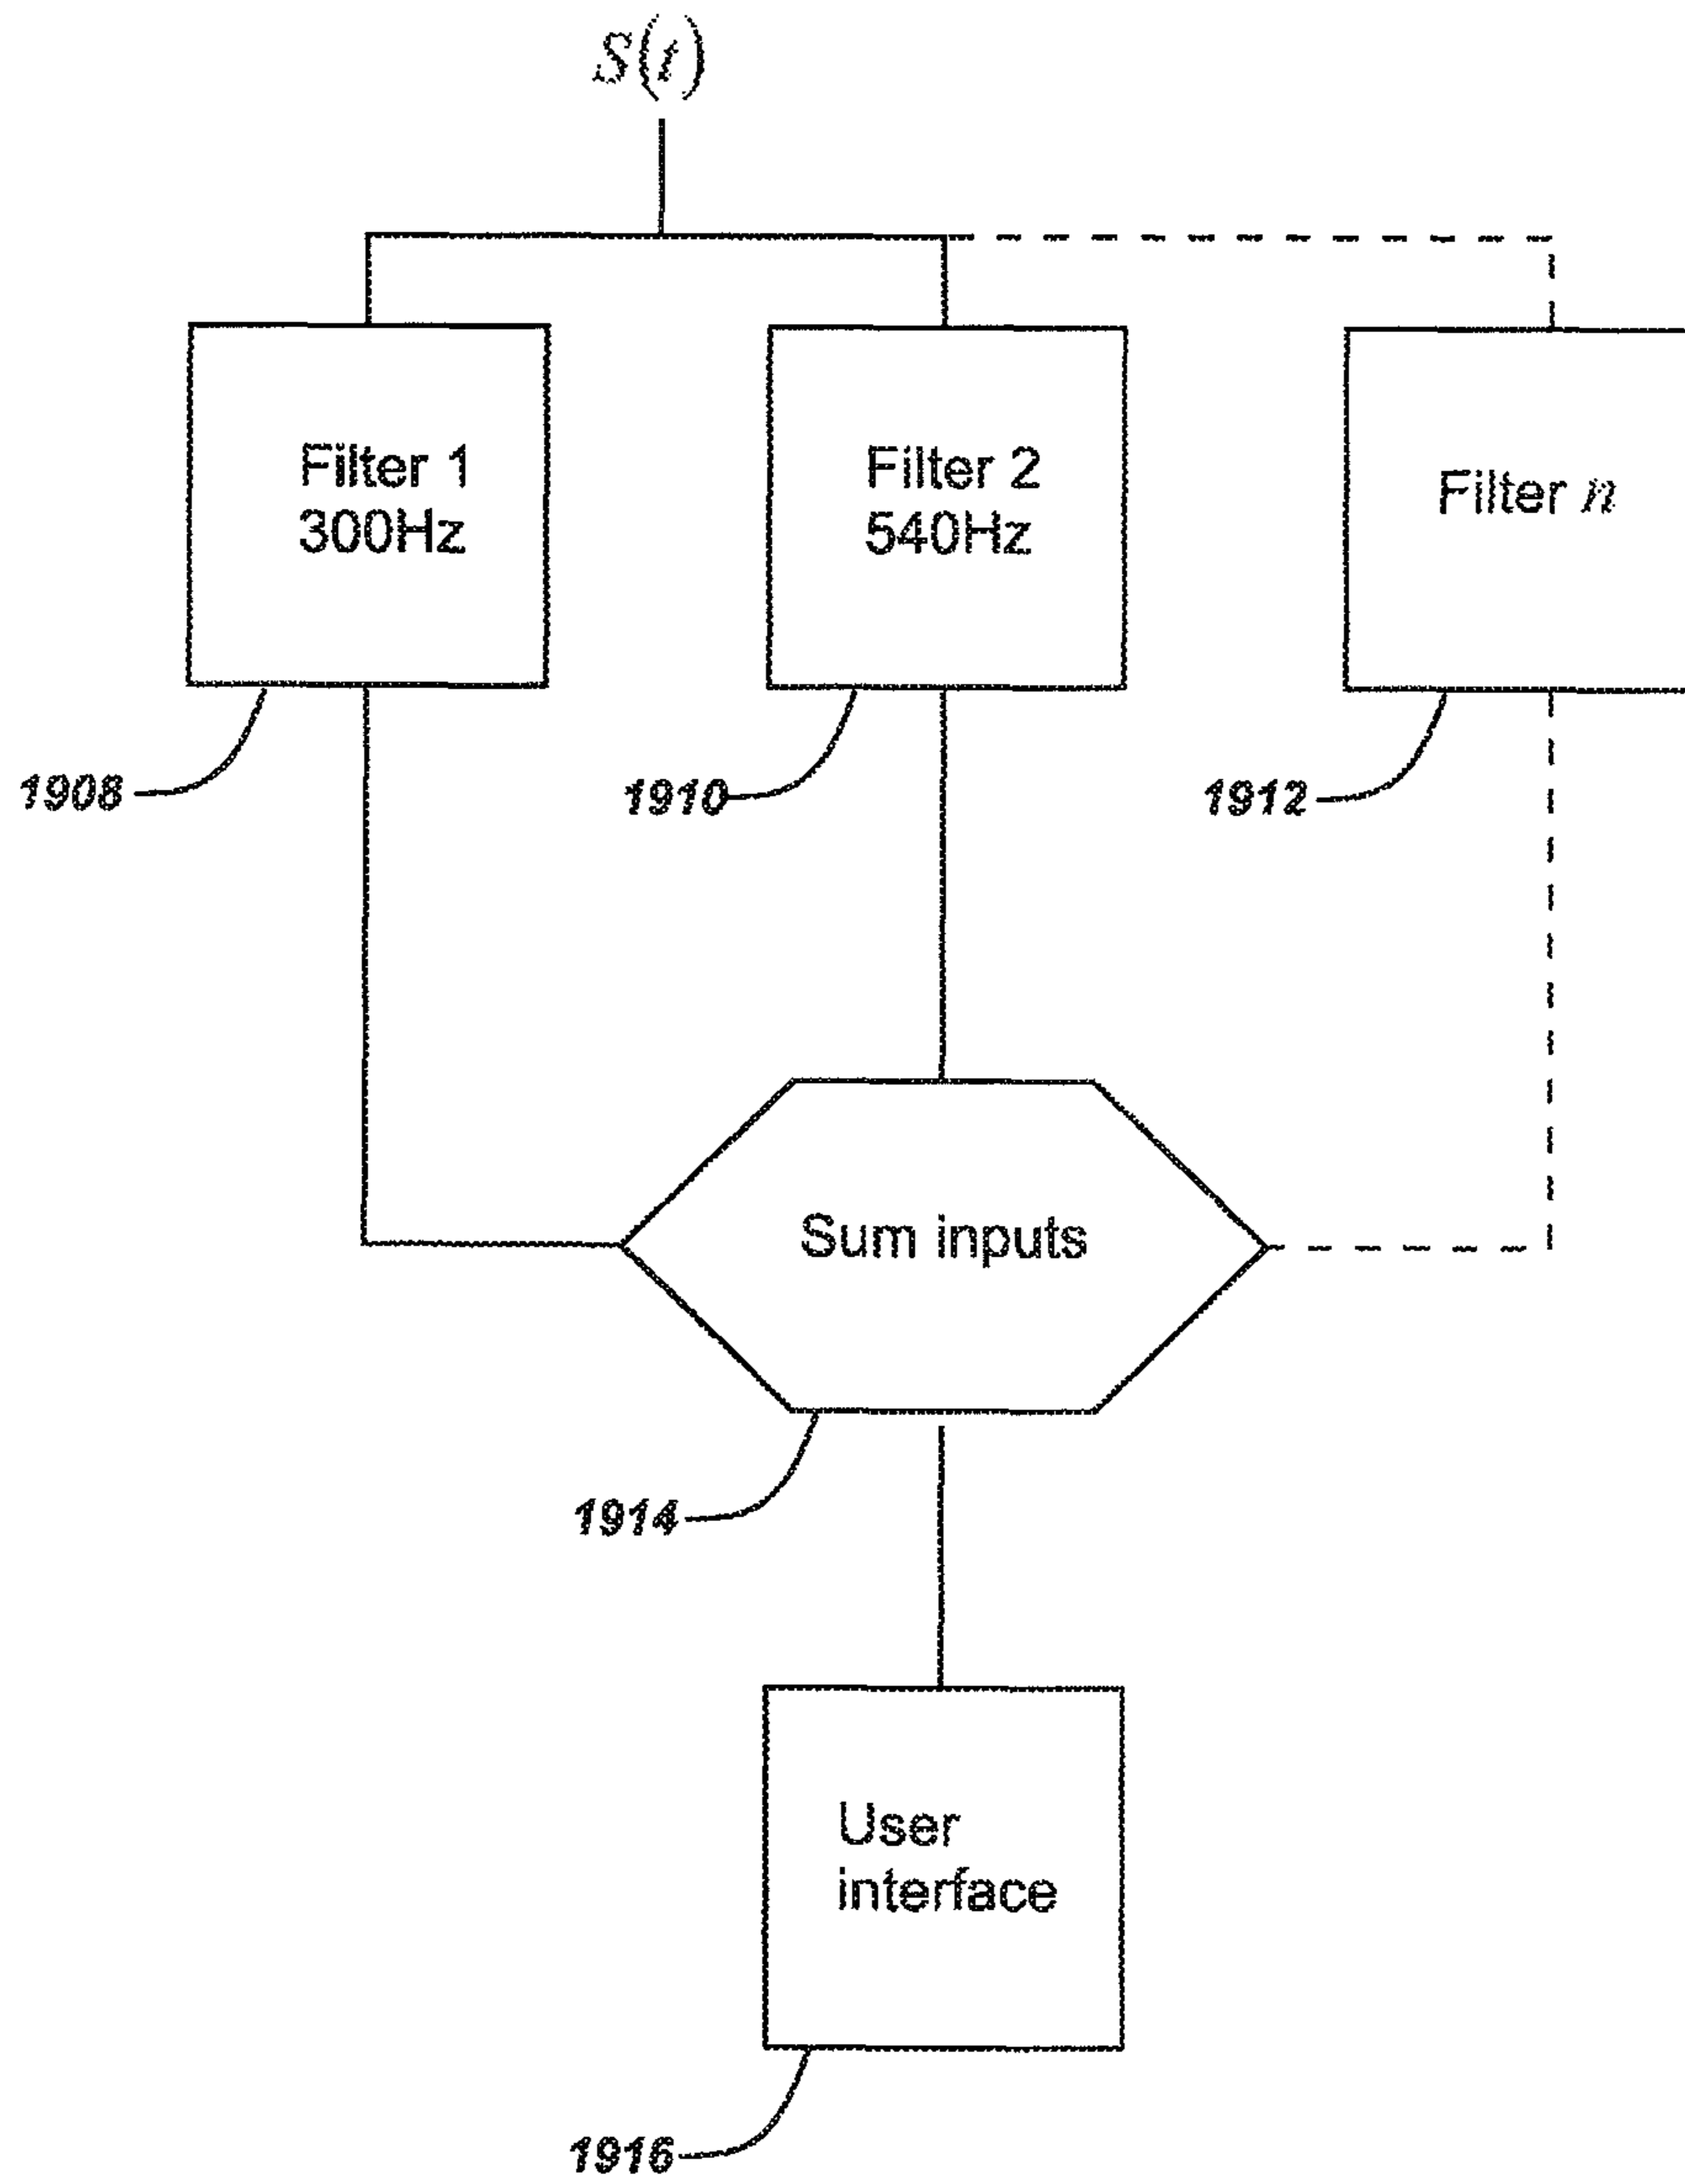 S(t)
Filter 1
300Hz
Filter 2
540Hz
Filter n
1908
1910
1912
Sum inputs
1914
User
interface
1916